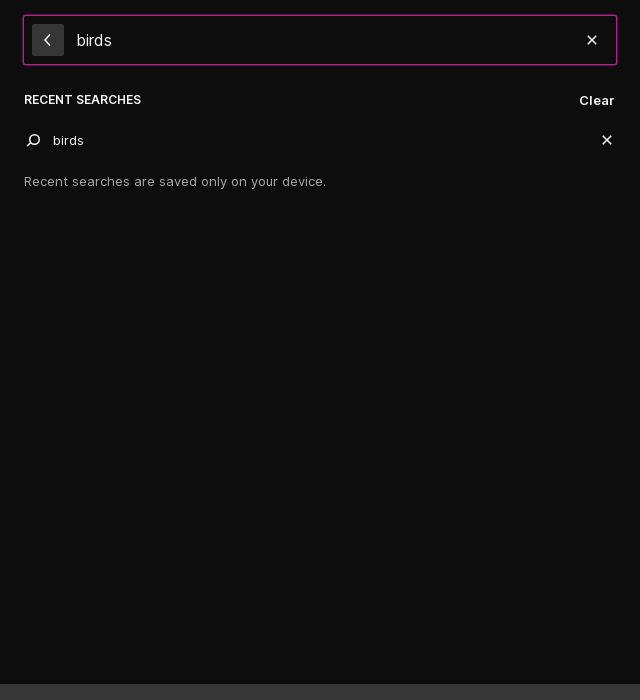 birds
RECENT SEARCHES
Clear
birds
Recent searches are saved only on your device.